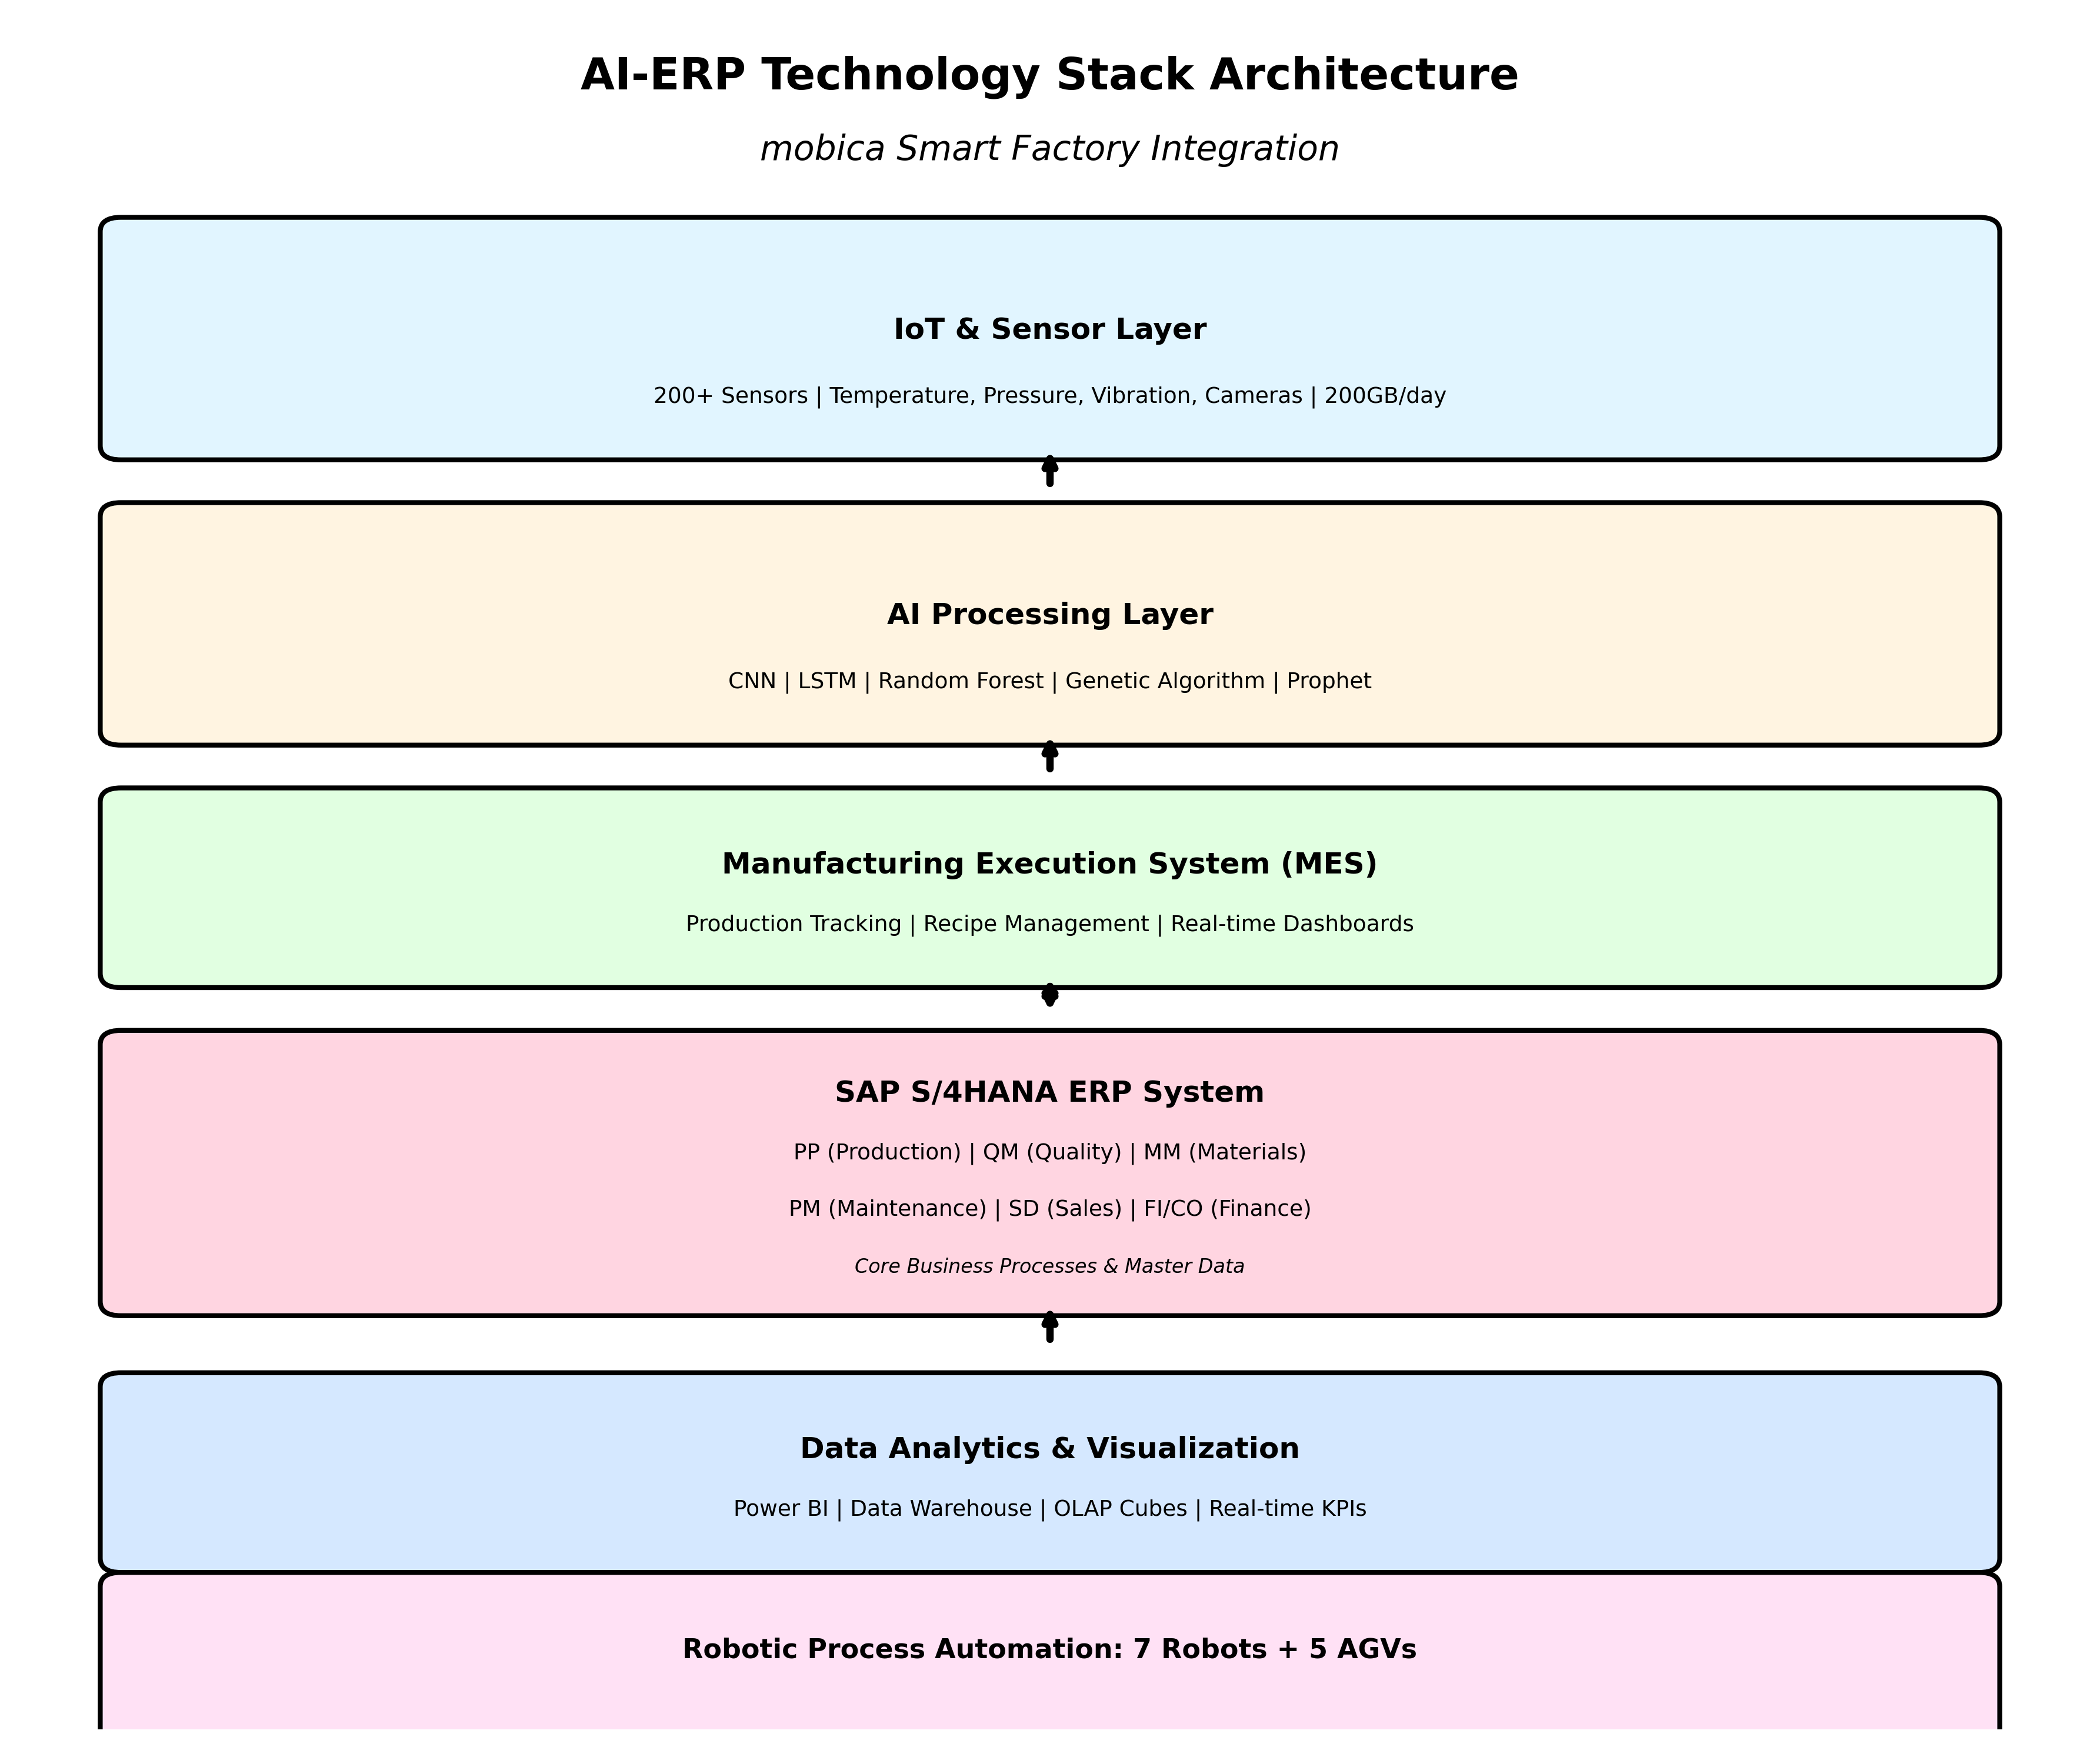 AI-ERP Technology Stack Architecture
mobica Smart Factory Integration
IoT & Sensor Layer
200+ Sensors | Temperature, Pressure, Vibration, Cameras | 200GB/day
AI Processing Layer
CNN | LSTM | Random Forest | Genetic Algorithm | Prophet
Manufacturing Execution System (MES)
Production Tracking | Recipe Management | Real-time Dashboards
SAP S/4HANA ERP System
PP (Production) | QM (Quality) | MM (Materials)
PM (Maintenance) | SD (Sales) | FI/CO (Finance)
Core Business Processes & Master Data
Data Analytics & Visualization
Power BI | Data Warehouse | OLAP Cubes | Real-time KPIs
Robotic Process Automation: 7 Robots + 5 AGVs